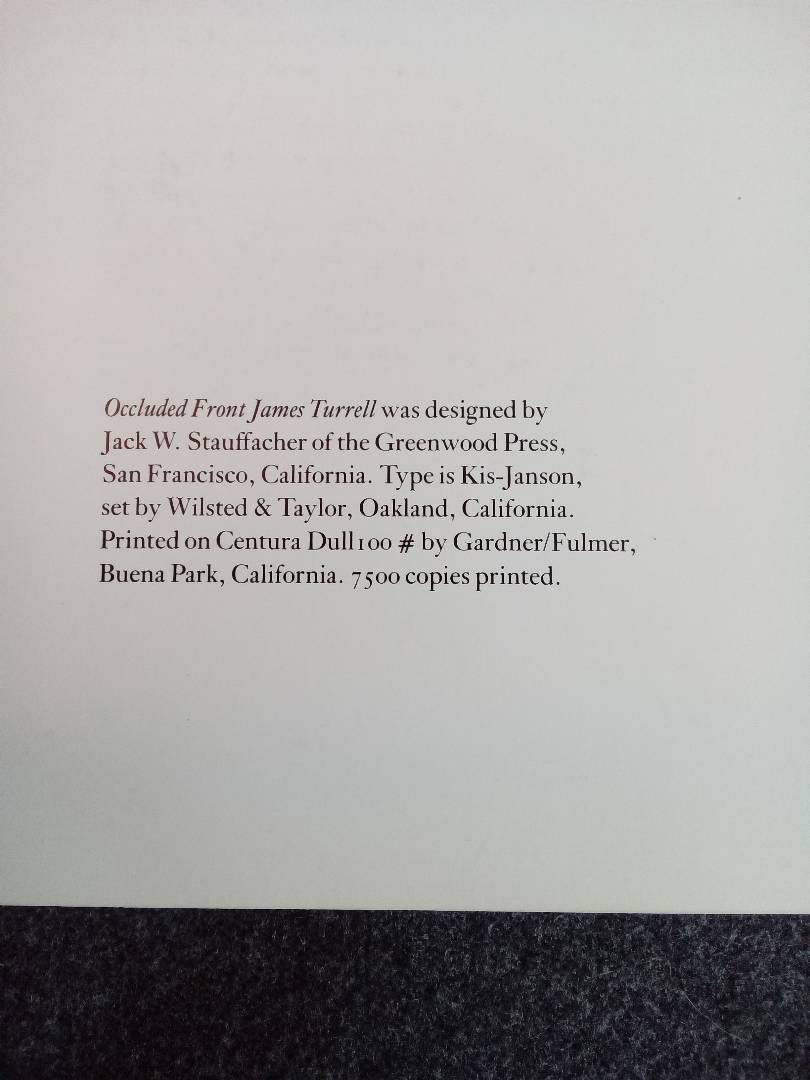 Occluded Front James Turrell was designed by
Jack W. Stauffacher of the Greenwood Press,
San Francisco, California. Type is Kis-Janson,
set by Wilsted & Taylor, Oakland, California.
Printed on Centura Dull 100 # by Gardner/Fulmer,
Buena Park, California. 7500 copies printed.